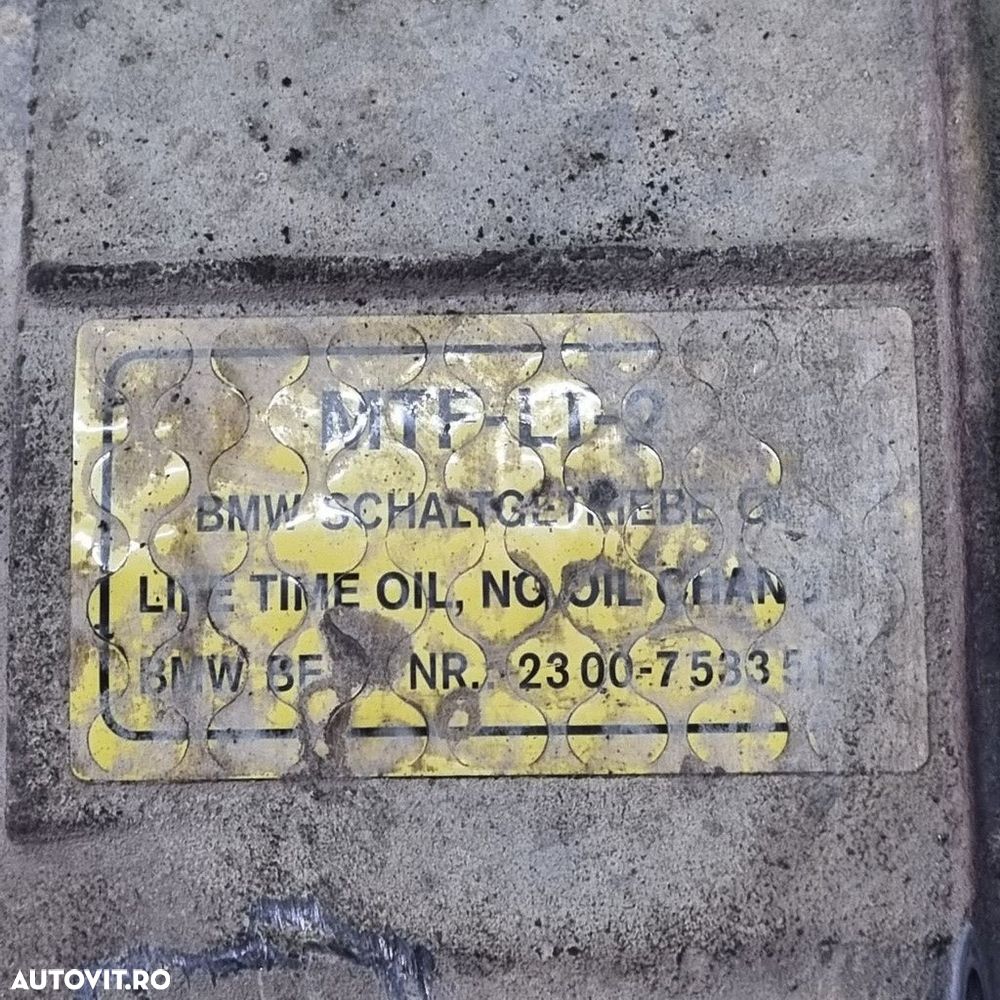 MTF-LT-2
BMW SCHALTGETRIEBE
LIFE TIME OIL, NO OIL
BMW NR. 2300-7533
AUTOVIT.RO